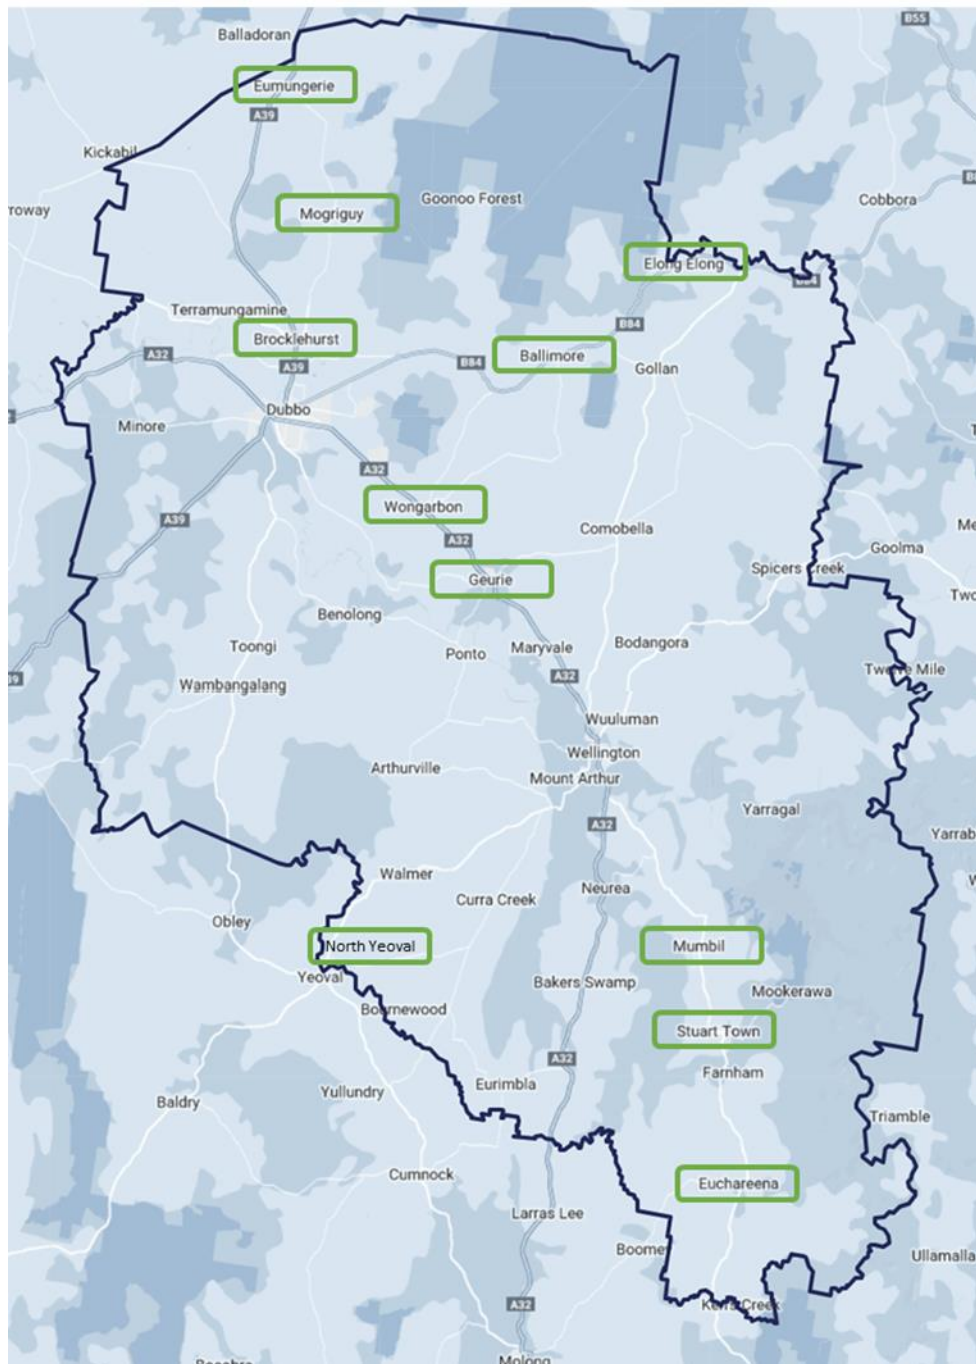 B55
Balladoran
Eumungerie
A39
Kickabil
Goonoo Forest
Cobbora
roway
Mogriguy
Elong Elong
Terramungamine
B84
Brocklehurst
A32
Ballimore
B84
A39
Gollan
Dubbo
Minore
A32
Wongarbon
A39
Comobella
A32
Goolma
Spicers Creek
Geurie
Benolong
Toongi
Ponto
Maryvale
Bodangora
A32
Twelve Mile
Wambangalang
Wuuluman
Wellington
Arthurville
Mount Arthur
Yarragal
A32
Yarrab
Walmer
Neurea
Curra Creek
Obley
North Yeoval
Mumbil
Yeoval
Bakers Swamp
Mookerawa
Bournewood
Stuart Town
A32
Farnham
Eurimbla
Yullundry
Baldry
Triamble
Cumnock
Euchareena
Larras Lee
Boomey
Ullamalla
A32
Kerrs Creek
Molong